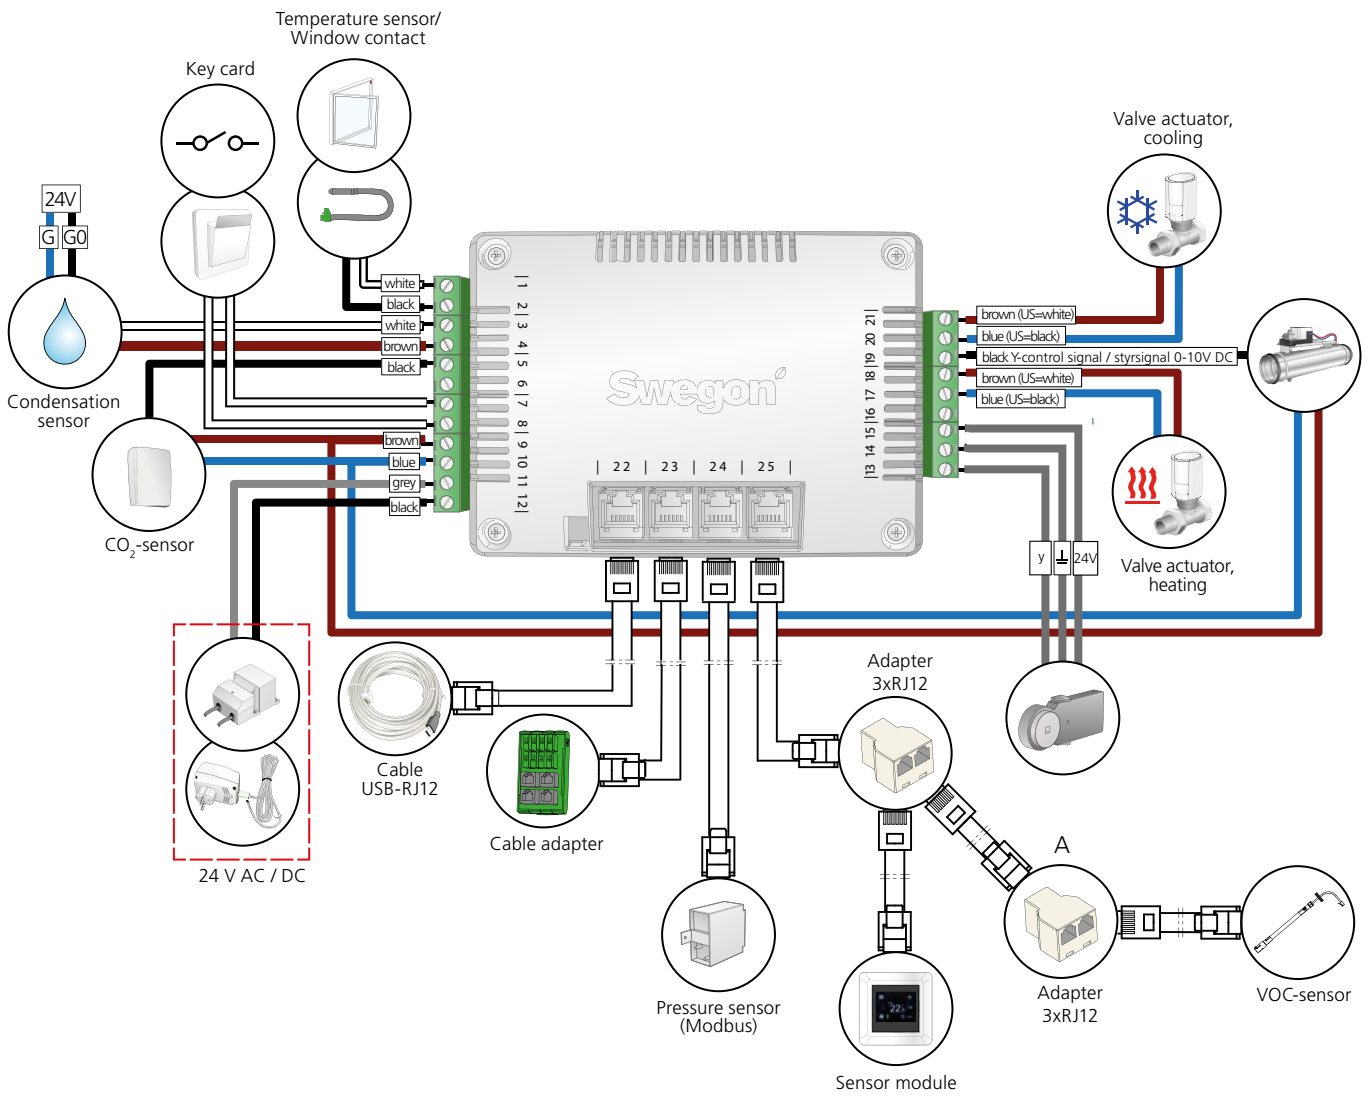 Temperature sensor/
Window contact
Key card
24V
G G0
Condensation
sensor
CO2-sensor
white
black
white
brown
black
brown
blue
grey
black
|1
2|
|3
4|
|5
6|
|7
8|
|9
10|
|11
12|
Swegon
| 22 | 23 | 24 | 25 |
21|
20
|19
18|
|17
16|
15|
14
|13
brown (US=white)
blue (US=black)
black Y-control signal / styrsignal 0-10V DC
brown (US=white)
blue (US=black)
Valve actuator,
cooling
Valve actuator,
heating
y
24V
24 V AC / DC
Cable
USB-RJ12
Cable adapter
Pressure sensor
(Modbus)
Adapter
3xRJ12
22
Sensor module
A
Adapter
3xRJ12
VOC-sensor